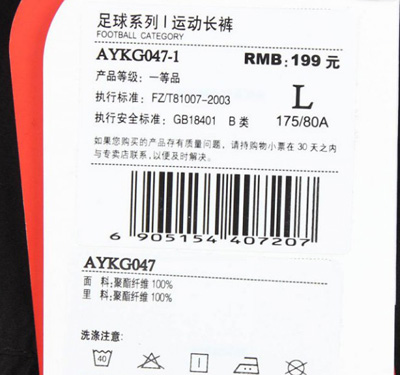 足球系列 | 运动长裤
FOOTBALL CATEGORY
AYKG047-1
RMB: 199 元
产品等级: 一等品
执行标准: FZ/T81007-2003
L
执行安全标准: GB18401 B 类
175/80A
如果您购买的产品存有质量问题, 请持购物小票在 30 天之内
与专卖店联系, 以便及时解决。
6 905154 407207
AYKG047
面 料: 聚酯纤维 100%
里 料: 聚酯纤维 100%
洗涤注意:
40